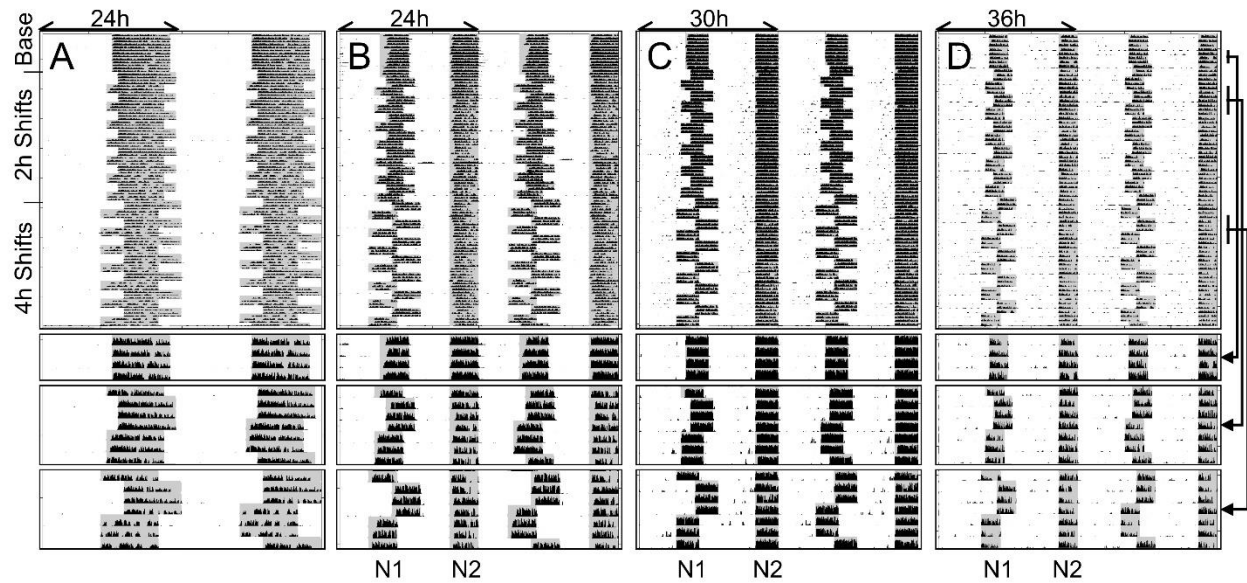 24h 24h 30h 36h
A B C D
Base
2h Shifts
4h Shifts
N1 N2 N1 N2 N1 N2